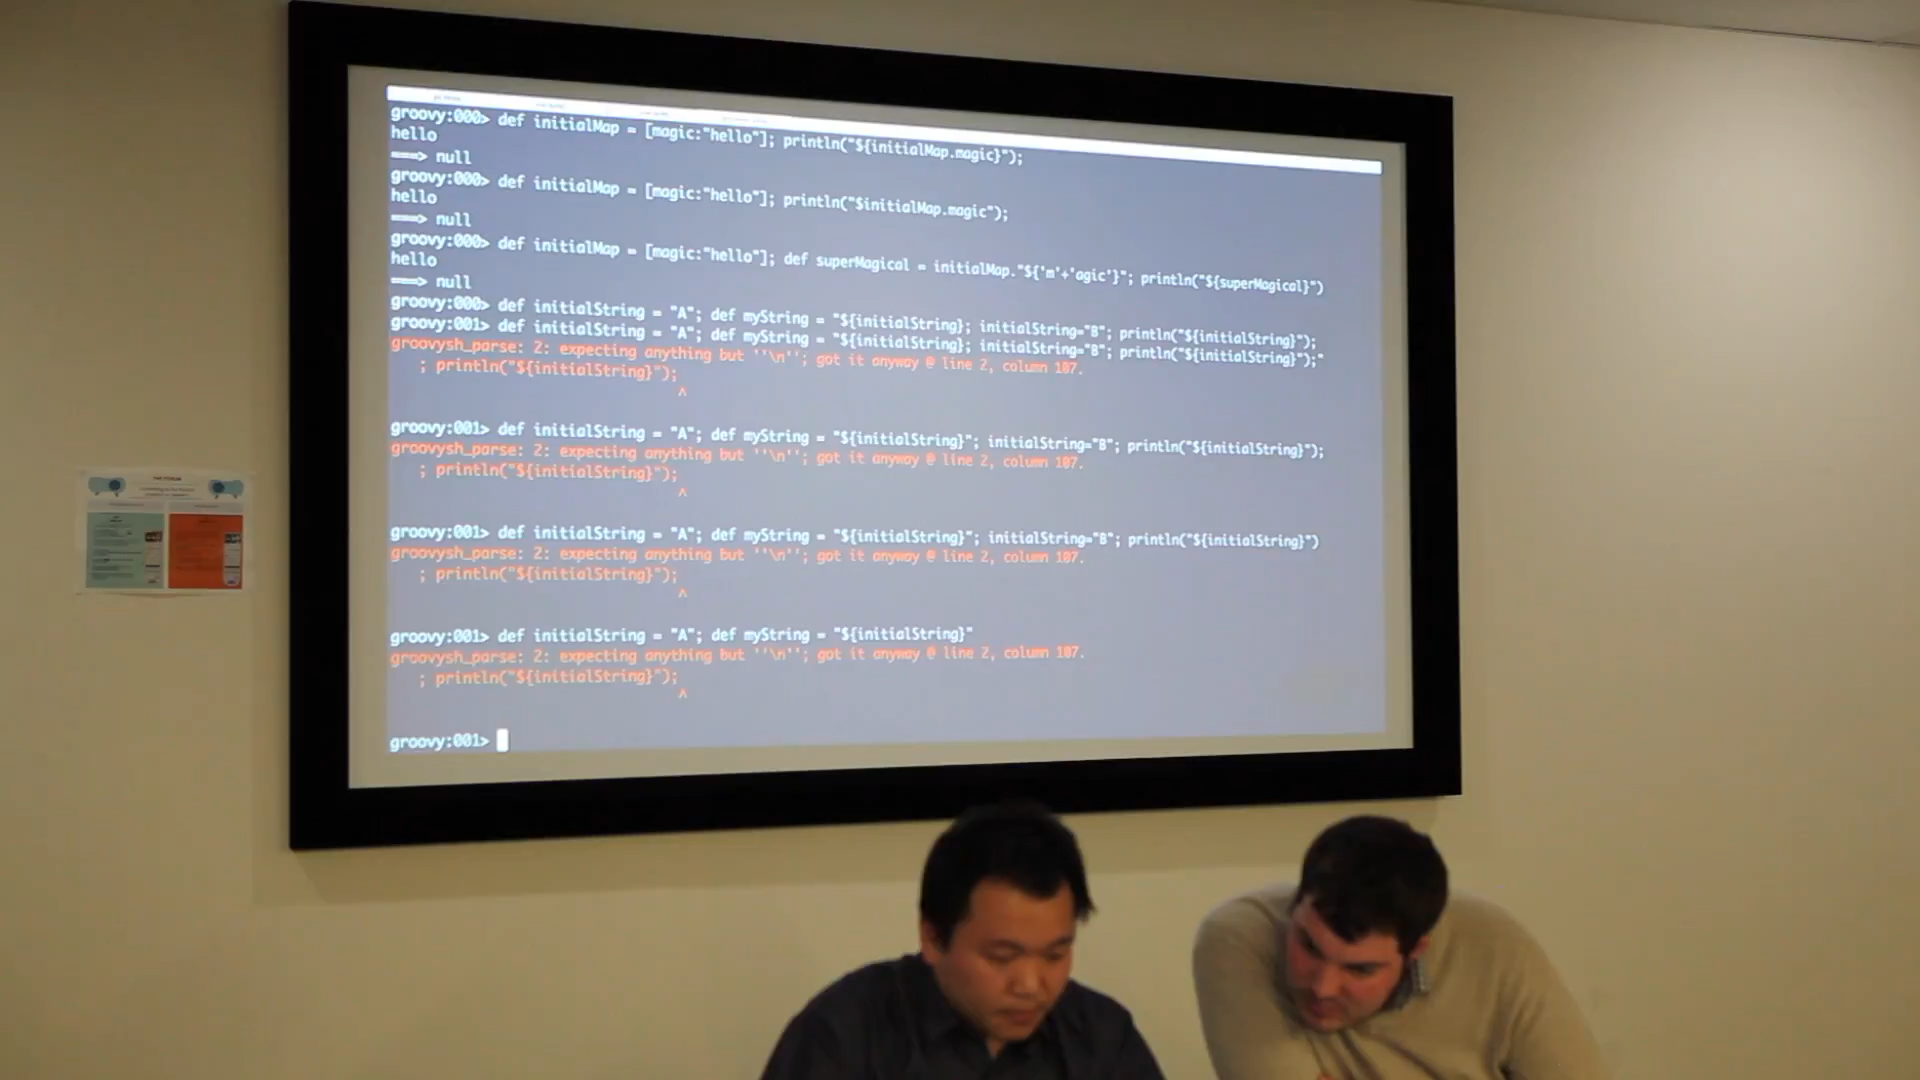 groovy:000> def initialMap = [magic:"hello"]; println("${initialMap.magic}");
hello
===> null
groovy:000> def initialMap = [magic:"hello"]; println("$initialMap.magic");
hello
===> null
groovy:000> def initialMap = [magic:"hello"]; def superMagical = initialMap."${'m'+'agic'}"; println("${superMagical}")
hello
===> null
groovy:000> def initialString = "A"; def myString = "${initialString}; initialString="B"; println("${initialString}");
groovy:001> def initialString = "A"; def myString = "${initialString}; initialString="B"; println("${initialString}");"
groovysh_parse: 2: expecting anything but ''\n''; got it anyway @ line 2, column 107.
; println("${initialString}");
^
groovy:001> def initialString = "A"; def myString = "${initialString}"; initialString="B"; println("${initialString}");
groovysh_parse: 2: expecting anything but ''\n''; got it anyway @ line 2, column 107.
; println("${initialString}");
^
groovy:001> def initialString = "A"; def myString = "${initialString}"; initialString="B"; println("${initialString}")
groovysh_parse: 2: expecting anything but ''\n''; got it anyway @ line 2, column 107.
; println("${initialString}");
^
groovy:001> def initialString = "A"; def myString = "${initialString}"
groovysh_parse: 2: expecting anything but ''\n''; got it anyway @ line 2, column 107.
; println("${initialString}");
^
groovy:001>